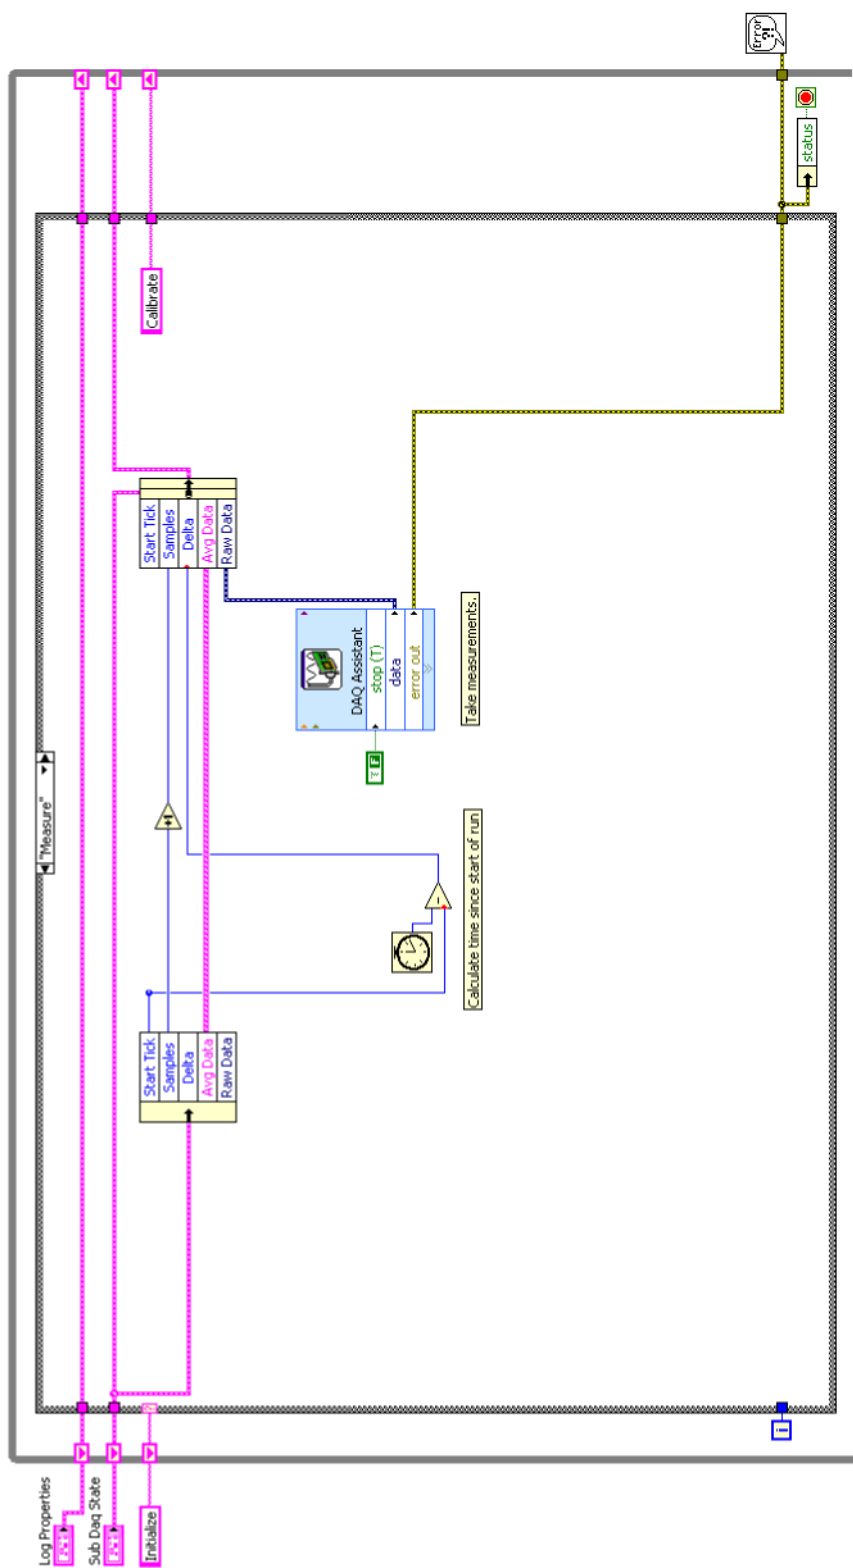 Log Properties
Sub Daq State
Initialize
"Measure"
Start Tick
Samples
Delta
Avg Data
Raw Data
Calculate time since start of run
DAQ Assistant
stop (T)
data
error out
Take measurements.
Start Tick
Samples
Delta
Avg Data
Raw Data
Calibrate
status
Error
?!
i
F
+1